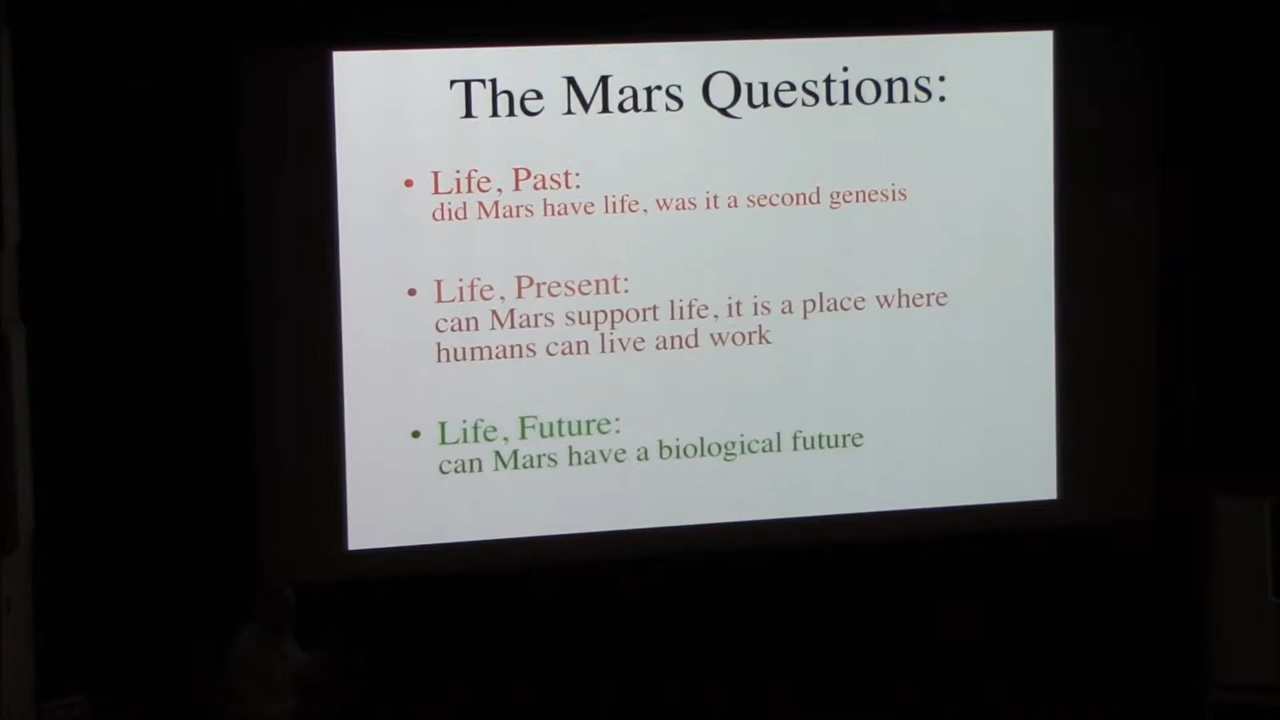 The Mars Questions:
• Life, Past:
did Mars have life, was it a second genesis
• Life, Present:
can Mars support life, it is a place where
humans can live and work
• Life, Future:
can Mars have a biological future